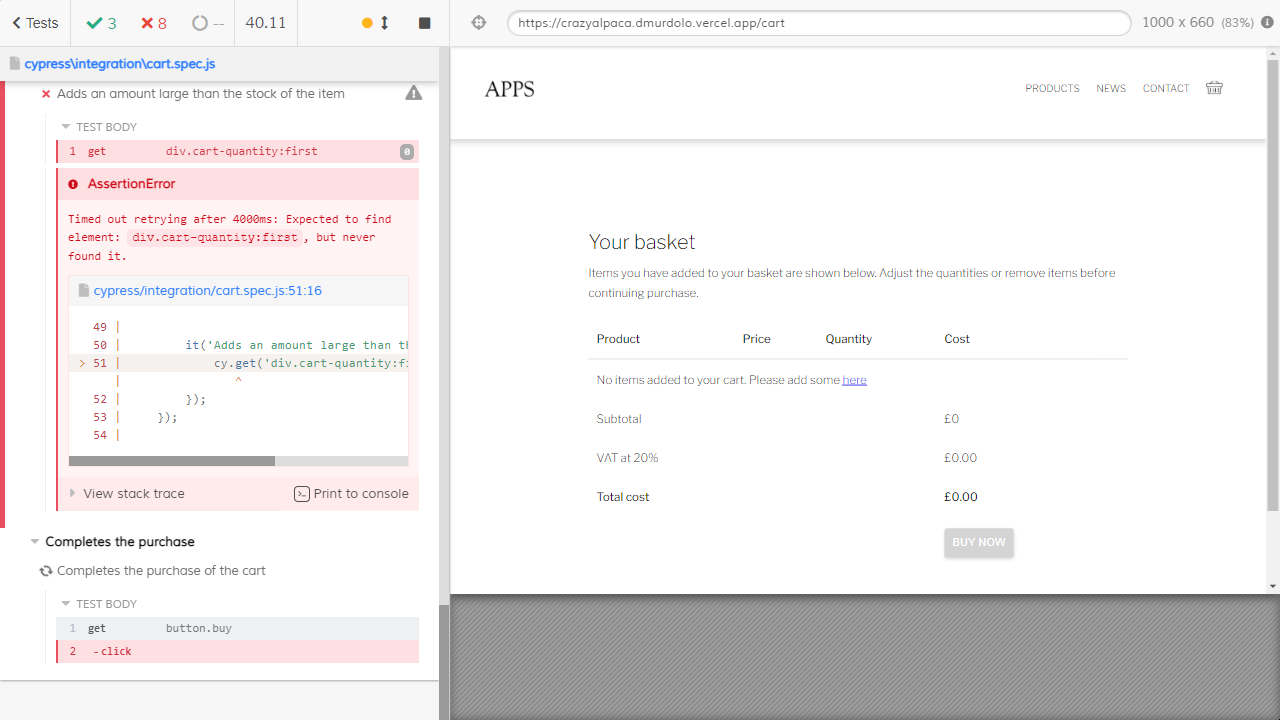 Tests
3
8
--
40.11
https://crazyalpaca.dmurdolo.vercel.app/cart
1000 x 660 (83%)
cypress\integration\cart.spec.js
Adds an amount large than the stock of the item
TEST BODY
1 get div.cart-quantity:first 0
AssertionError
Timed out retrying after 4000ms: Expected to find
element: div.cart-quantity:first, but never
found it.
cypress/integration/cart.spec.js:51:16
49 |
50 | it('Adds an amount large than th
> 51 | cy.get('div.cart-quantity:fi
| ^
52 | });
53 | });
54 |
View stack trace
Print to console
Completes the purchase
Completes the purchase of the cart
TEST BODY
1 get button.buy
2 -click
APPS
PRODUCTS NEWS CONTACT
Your basket
Items you have added to your basket are shown below. Adjust the quantities or remove items before
continuing purchase.
Product Price Quantity Cost
No items added to your cart. Please add some here
Subtotal £0
VAT at 20% £0.00
Total cost £0.00
BUY NOW